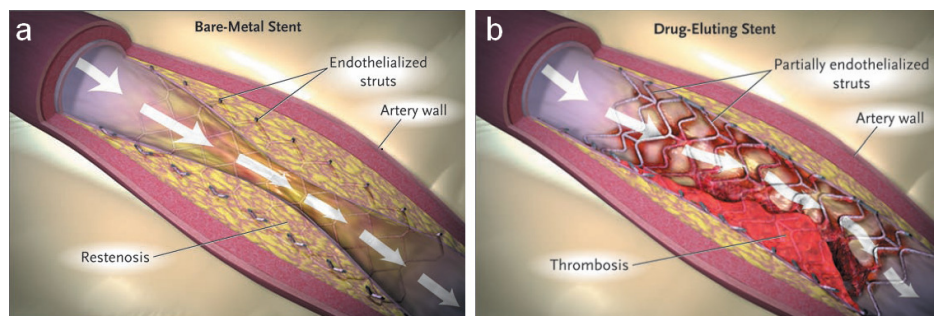 a
Bare-Metal Stent
Endothelialized
struts
Artery wall
Restenosis
b
Drug-Eluting Stent
Partially endothelialized
struts
Artery wall
Thrombosis